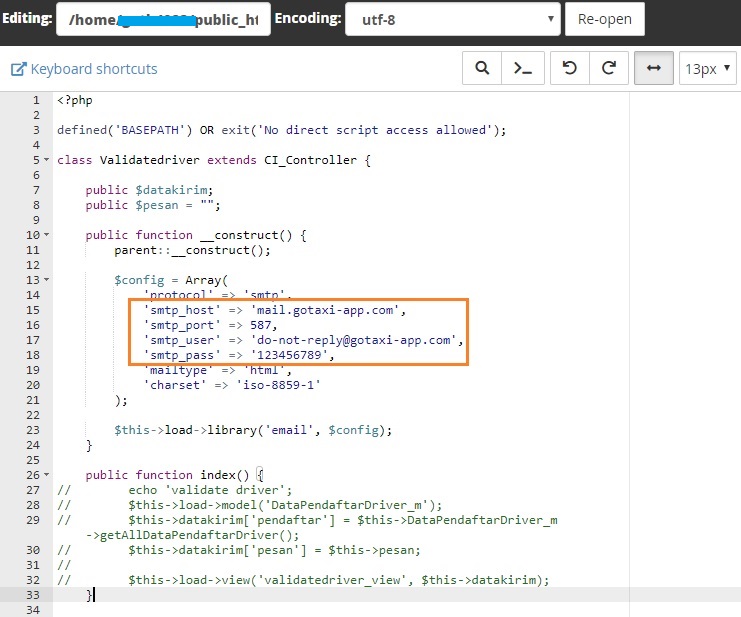 Editing: /home/ public_ht Encoding: utf-8 Re-open
Keyboard shortcuts 13px
1 <?php
2
3 defined('BASEPATH') OR exit('No direct script access allowed');
4
5 class Validatedriver extends CI_Controller {
6
7 public $datakirim;
8 public $pesan = "";
9
10 public function __construct() {
11 parent::__construct();
12
13 $config = Array(
14 'protocol' => 'smtp',
15 'smtp_host' => 'mail.gotaxi-app.com',
16 'smtp_port' => 587,
17 'smtp_user' => 'do-not-reply@gotaxi-app.com',
18 'smtp_pass' => '123456789',
19 'mailtype' => 'html',
20 'charset' => 'iso-8859-1'
21 );
22
23 $this->load->library('email', $config);
24 }
25
26 public function index() {
27 // echo 'validate driver';
28 // $this->load->model('DataPendaftarDriver_m');
29 // $this->datakirim['pendaftar'] = $this->DataPendaftarDriver_m
->getAllDataPendaftarDriver();
30 // $this->datakirim['pesan'] = $this->pesan;
31 //
32 // $this->load->view('validatedriver_view', $this->datakirim);
33 }
34